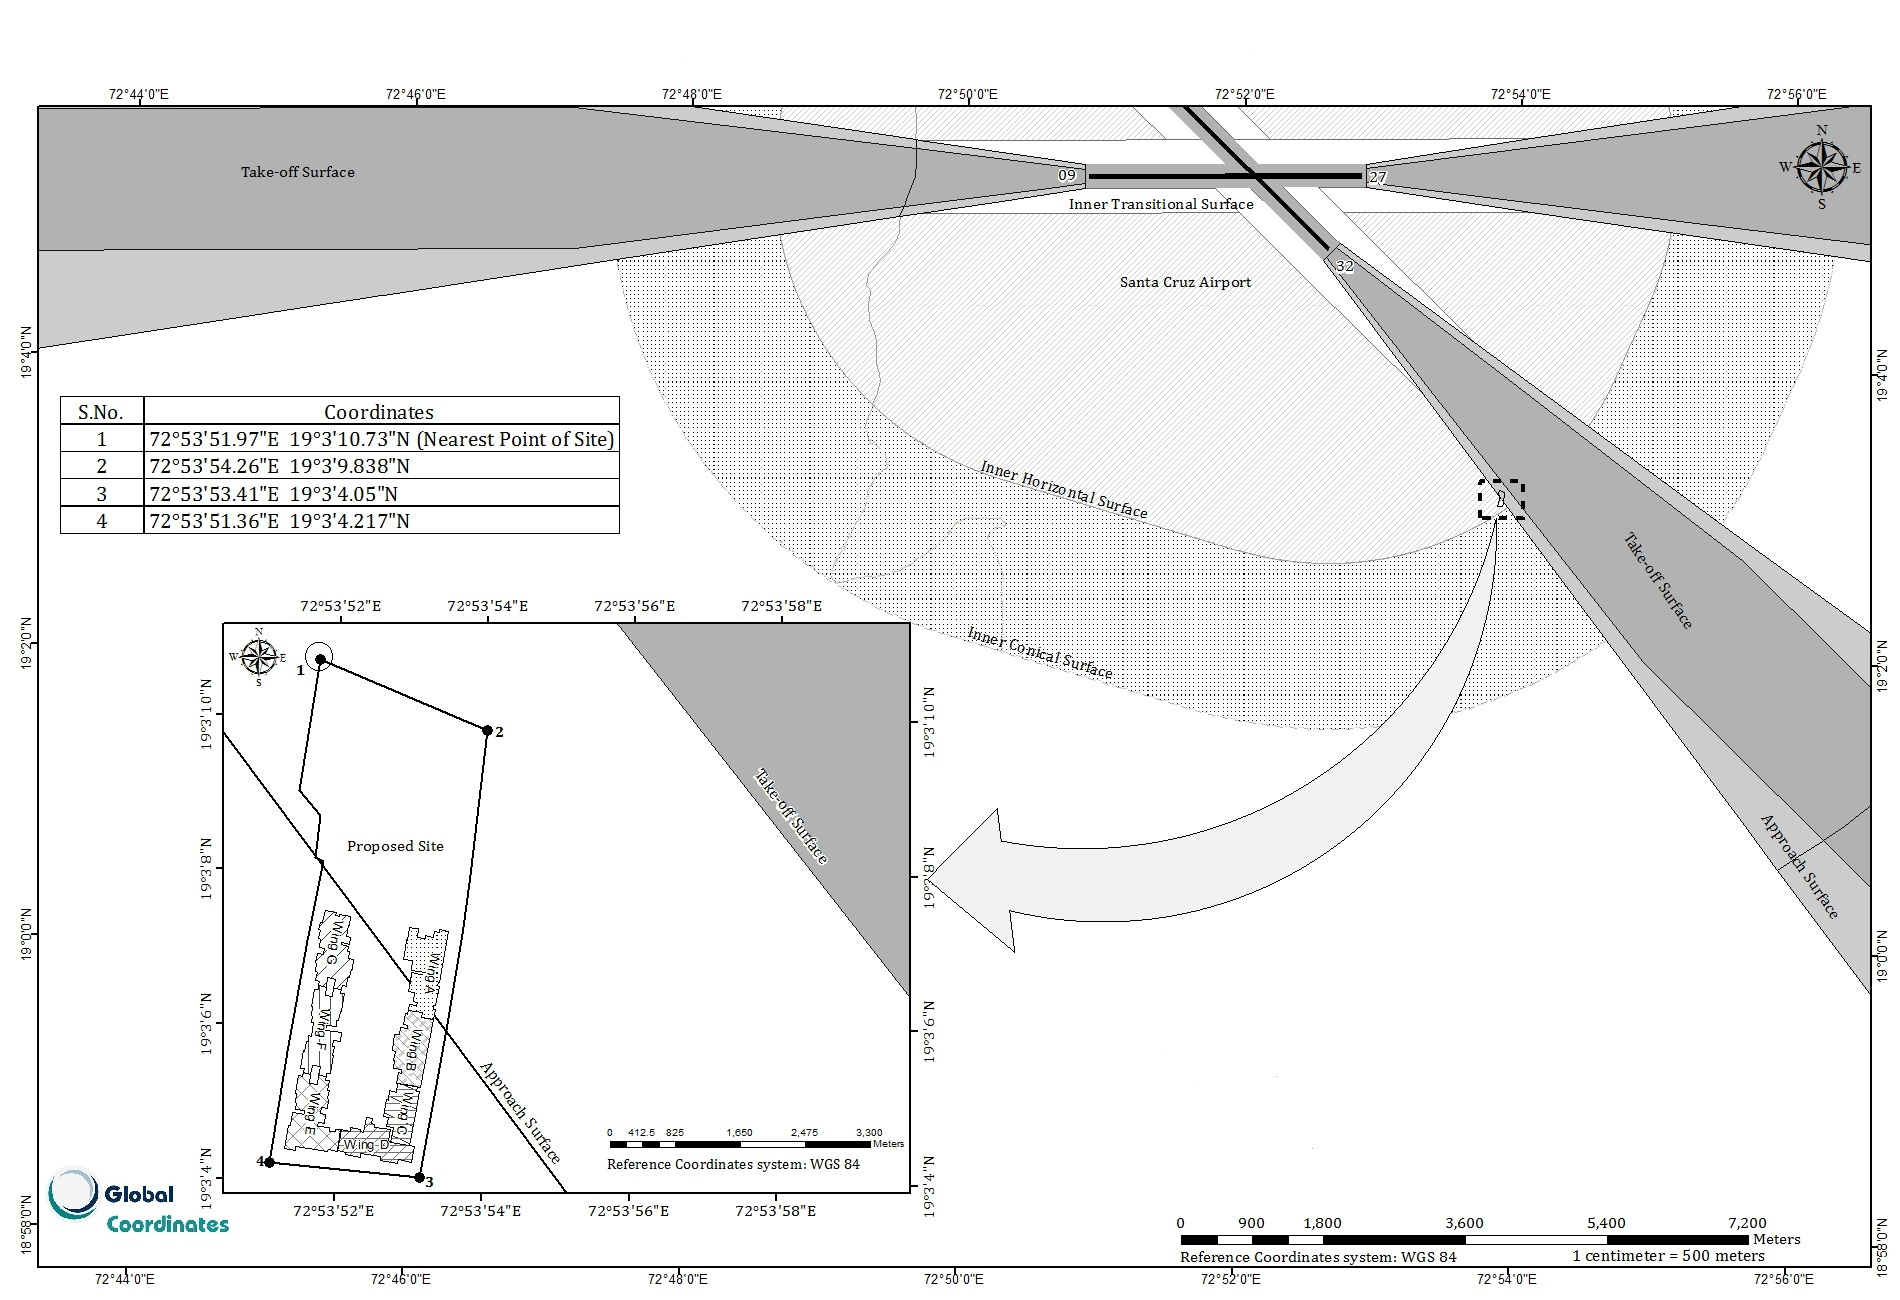 72°44'0"E 72°46'0"E 72°48'0"E 72°50'0"E 72°52'0"E 72°54'0"E 72°56'0"E
N
W E
S
Take-off Surface
09
27
Inner Transitional Surface
32
Santa Cruz Airport
19°4'0"N
19°4'0"N
S.No. Coordinates
1 72°53'51.97"E 19°3'10.73"N (Nearest Point of Site)
2 72°53'54.26"E 19°3'9.838"N
3 72°53'53.41"E 19°3'4.05"N
4 72°53'51.36"E 19°3'4.217"N
Inner Horizontal Surface
Take-off Surface
Inner Conical Surface
19°2'0"N
19°2'0"N
72°53'52"E 72°53'54"E 72°53'56"E 72°53'58"E
N
W E
S
1
2
19°3'10"N
19°3'10"N
Take-off Surface
Proposed Site
19°3'8"N
19°3'8"N
Approach Surface
19°0'0"N
19°0'0"N
Wing G
Wing A
Wing F
Wing B
19°3'6"N
19°3'6"N
Wing E
Wing C
Wing D
Approach Surface
0 412.5 825 1,650 2,475 3,300
Meters
Reference Coordinates system: WGS 84
4
3
19°3'4"N
19°3'4"N
72°53'52"E 72°53'54"E 72°53'56"E 72°53'58"E
Global
Coordinates
18°58'0"N
18°58'0"N
0 900 1,800 3,600 5,400 7,200
Meters
Reference Coordinates system: WGS 84 1 centimeter = 500 meters
72°44'0"E 72°46'0"E 72°48'0"E 72°50'0"E 72°52'0"E 72°54'0"E 72°56'0"E